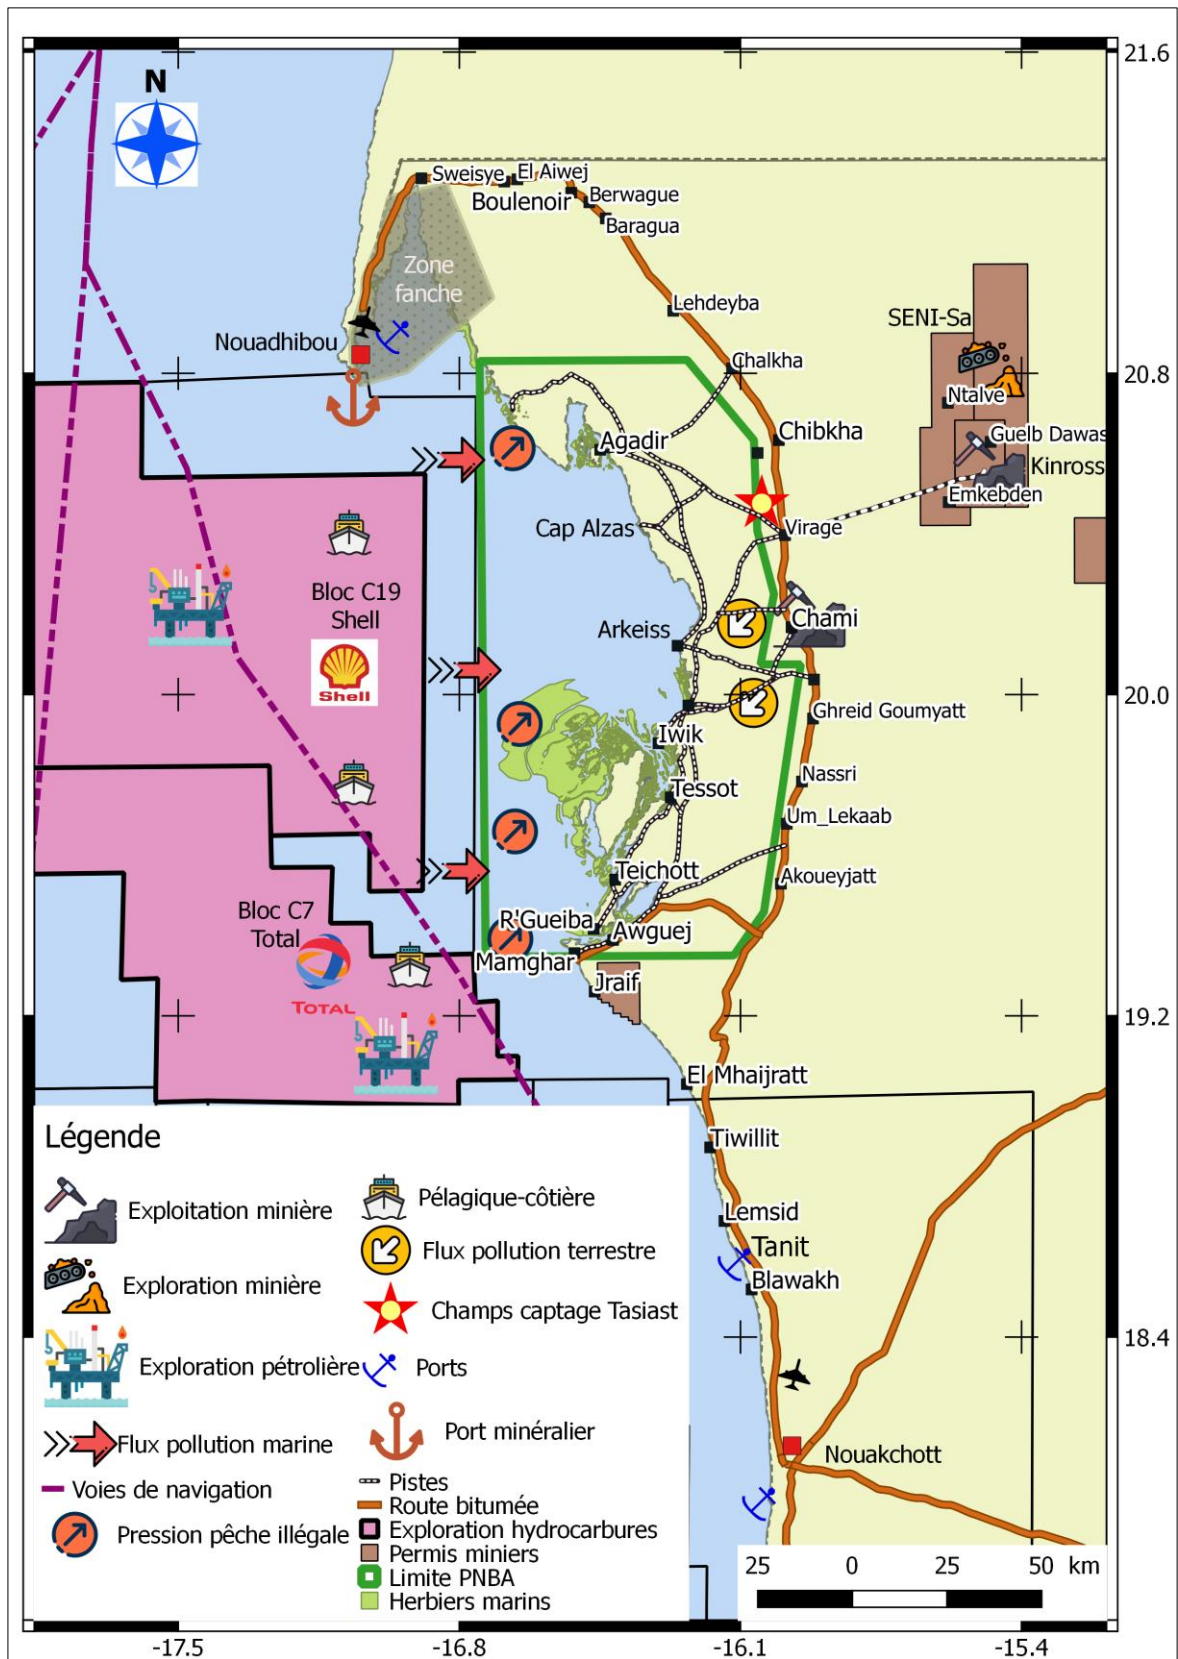 21.6
N
Sweisye
El Aiwej
Boulenoir
Berwague
Baragua
Zone
fanche
Lehdeyba
SENI-Sa
Nouadhibou
Chalkha
20.8
Ntalve
Agadir
Chibkha
Guelb Dawas
Kinross
Emkebden
Cap Alzas
Virage
Bloc C19
Shell
Arkeiss
Chami
Shell
20.0
Ghreid Goumyatt
Iwik
Nassri
Tessot
Um_Lekaab
Teichott
Akoueyjatt
Bloc C7
Total
R'Gueiba
Awguej
Mamghar
Jraif
TOTAL
19.2
El Mhaijratt
Tiwillit
Lemsid
Tanit
Blawakh
18.4
Nouakchott
Légende
Exploitation minière
Exploration minière
Exploration pétrolière
Flux pollution marine
Voies de navigation
Pression pêche illégale
Pélagique-côtière
Flux pollution terrestre
Champs captage Tasiast
Ports
Port minéralier
Pistes
Route bitumée
Exploration hydrocarbures
Permis miniers
Limite PNBA
Herbiers marins
25 0 25 50 km
-17.5 -16.8 -16.1 -15.4